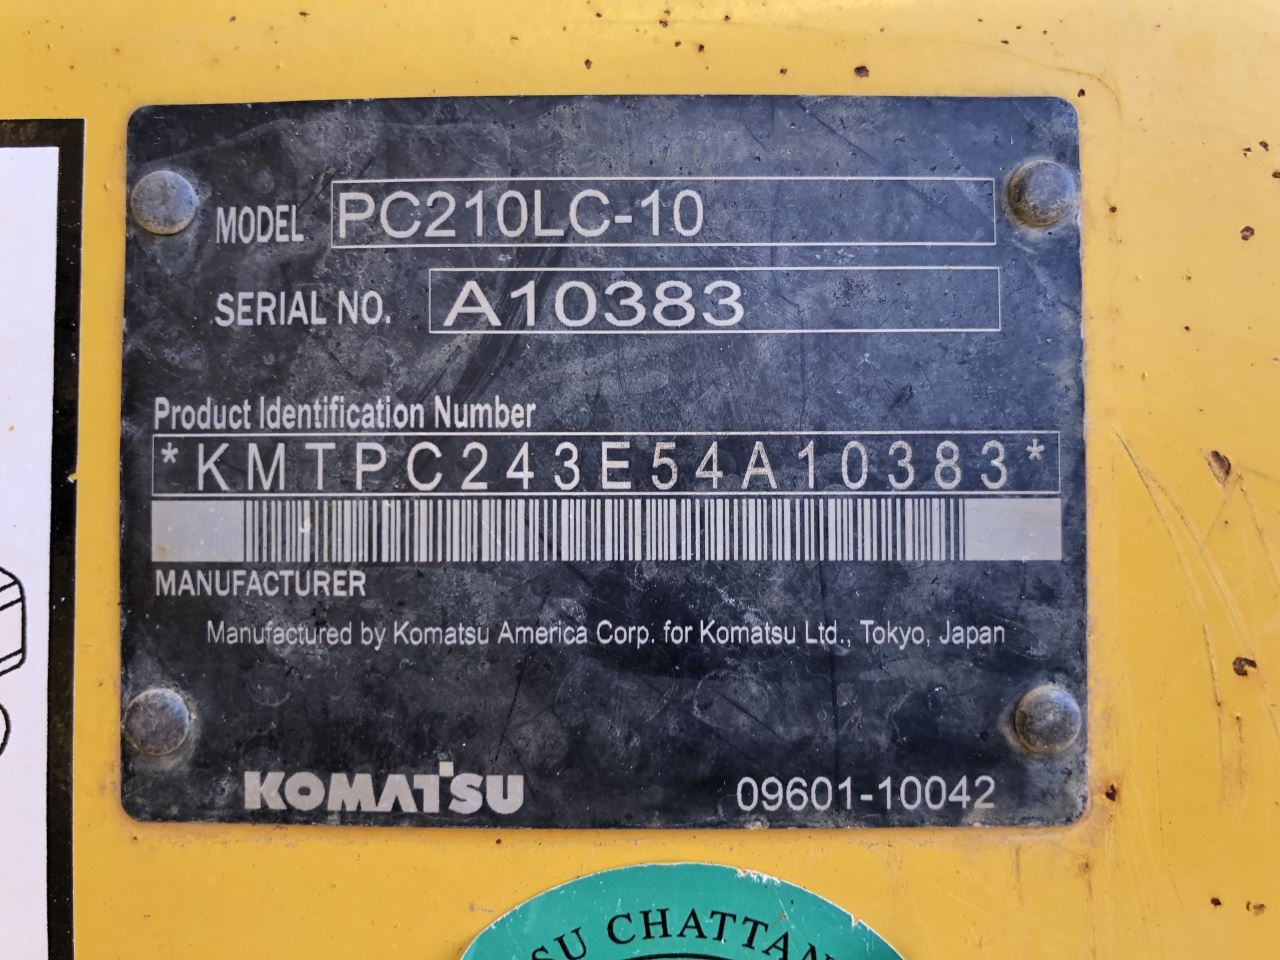 MODEL PC210LC-10
SERIAL NO. A10383
Product Identification Number
*KMTPC243E54A10383*
MANUFACTURER
Manufactured by Komatsu America Corp. for Komatsu Ltd., Tokyo, Japan
KOMATSU 09601-10042
SU CHATTAN